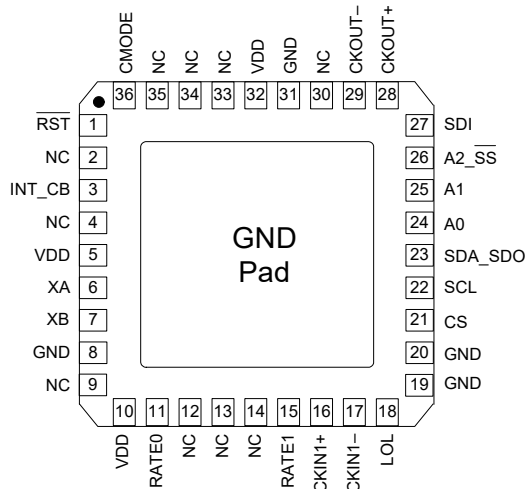 CMODE
NC
NC
NC
VDD
GND
NC
CKOUT–
CKOUT+
36
35
34
33
32
31
30
29
28
RST
1
NC
2
INT_CB
3
NC
4
VDD
5
XA
6
XB
7
GND
8
NC
9
GND
Pad
27
SDI
26
A2_SS
25
A1
24
A0
23
SDA_SDO
22
SCL
21
CS
20
GND
19
GND
10
11
12
13
14
15
16
17
18
VDD
RATE0
NC
NC
NC
RATE1
CKIN1+
CKIN1–
LOL